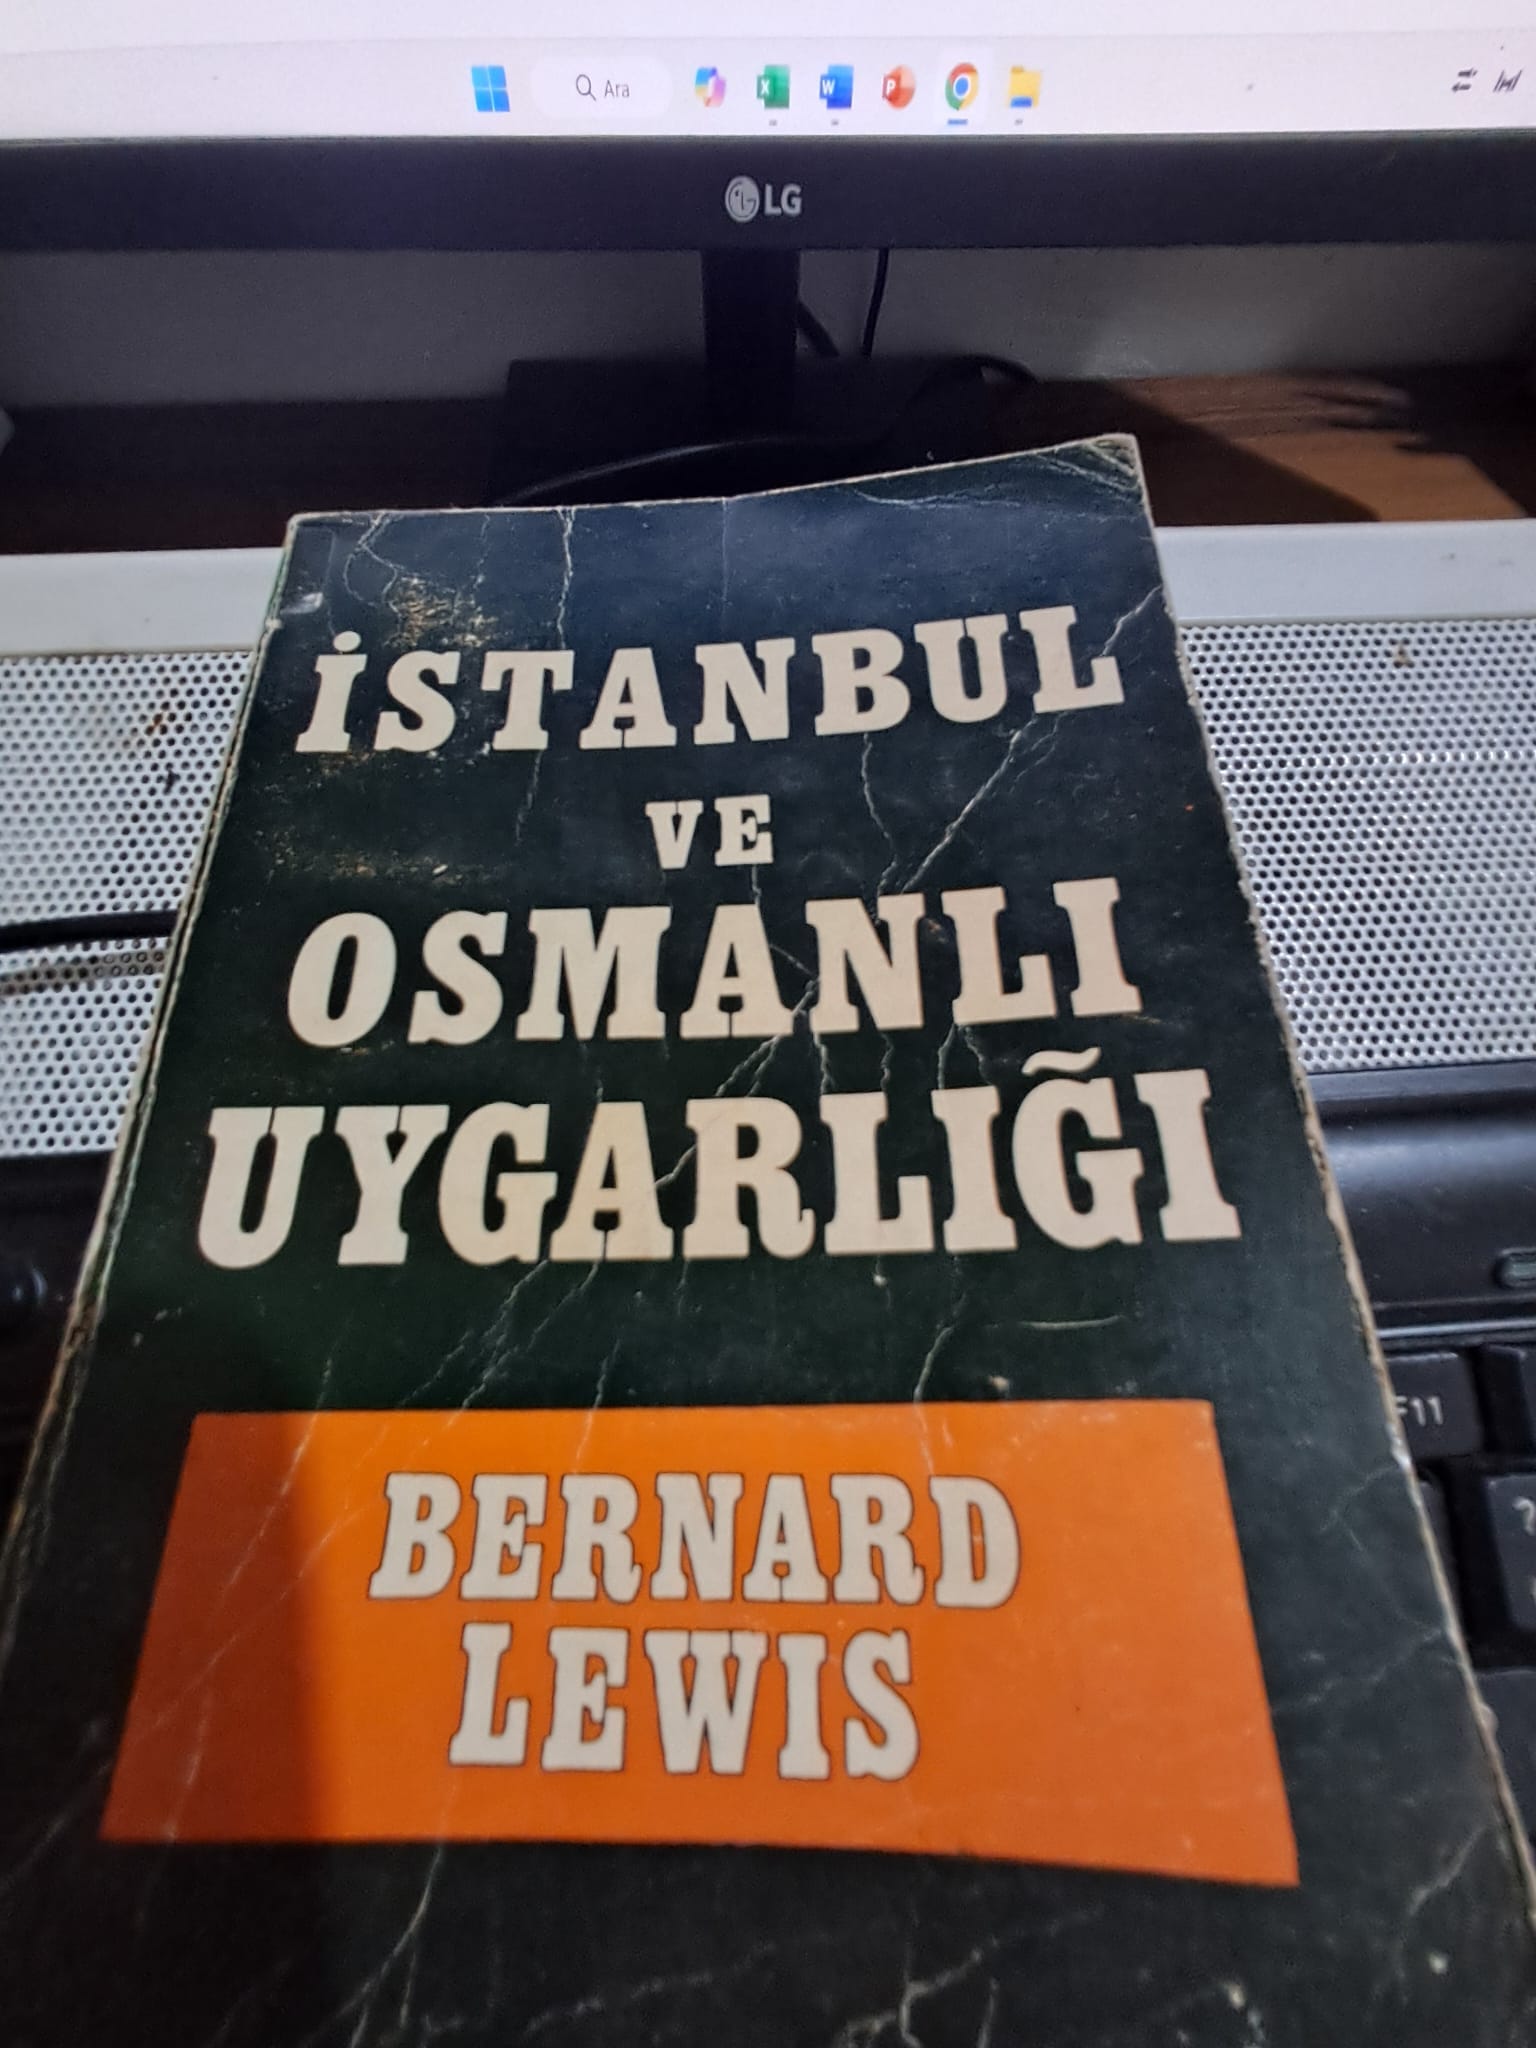 Ara
X
W
P
LG
İSTANBUL
VE
OSMANLI
UYGARLIĞI
BERNARD
LEWIS
F11
?